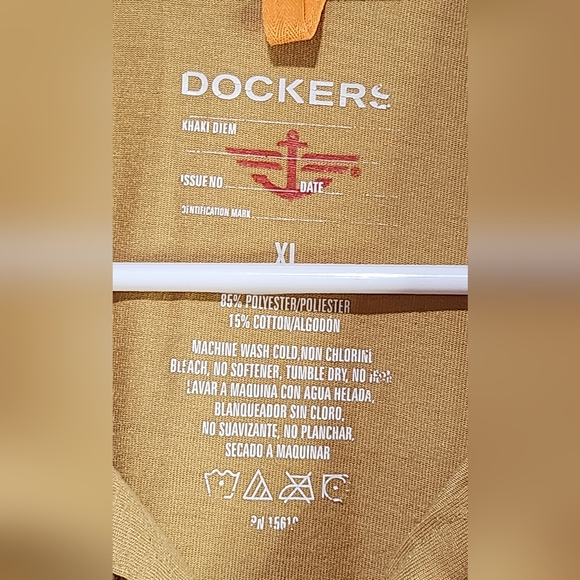 DOCKERS
KHAKI DIEM
®
ISSUE NO DATE
IDENTIFICATION MARK
XL
85% POLYESTER/POLIESTER
15% COTTON/ALGODÓN
MACHINE WASH COLD,NON CHLORINE
BLEACH, NO SOFTENER, TUMBLE DRY, NO
LAVAR A MAQUINA CON AGUA HELADA,
BLANQUEADOR SIN CLORO,
NO SUAVIZANTE, NO PLANCHAR,
SECADO A MAQUINAR